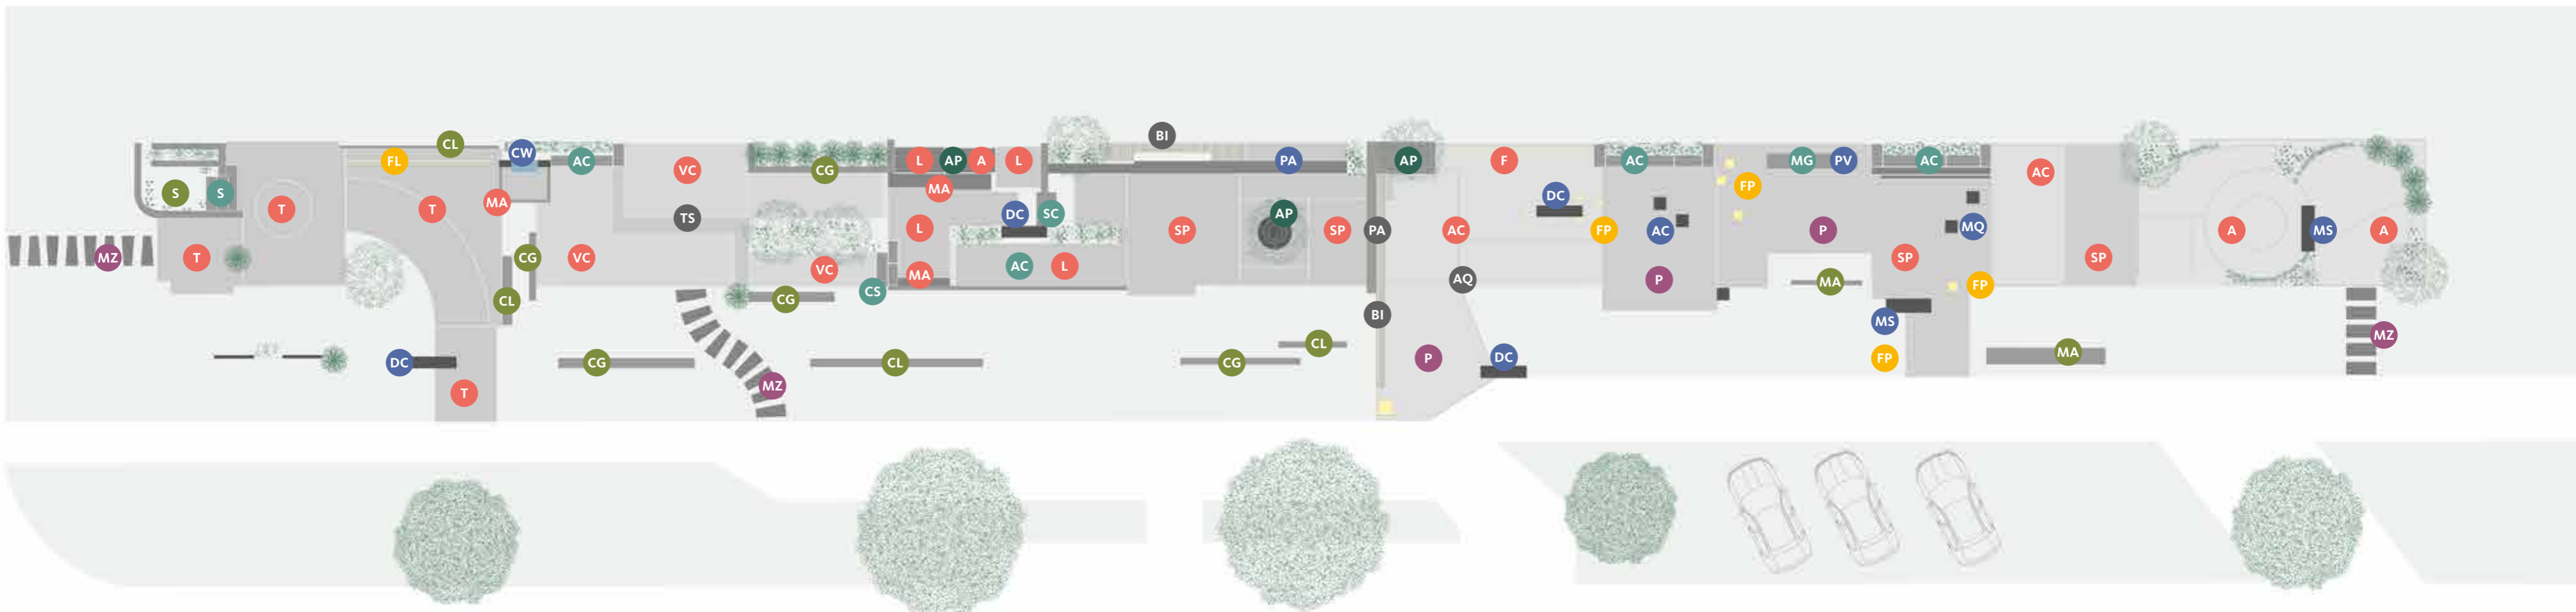 BI
CL
CW
FL
AC
VC
CG
L
AP
A
L
PA
AP
F
AC
MG
PV
AC
AC
S
S
T
T
MA
TS
MA
L
DC
SC
SP
AP
SP
PA
AC
DC
FP
FP
AC
P
MQ
A
MS
A
MZ
T
CG
VC
VC
MA
AC
L
AQ
P
SP
SP
CL
CG
CS
BI
MA
FP
MS
DC
CG
T
MZ
CL
CG
CL
P
DC
FP
MA
MZ